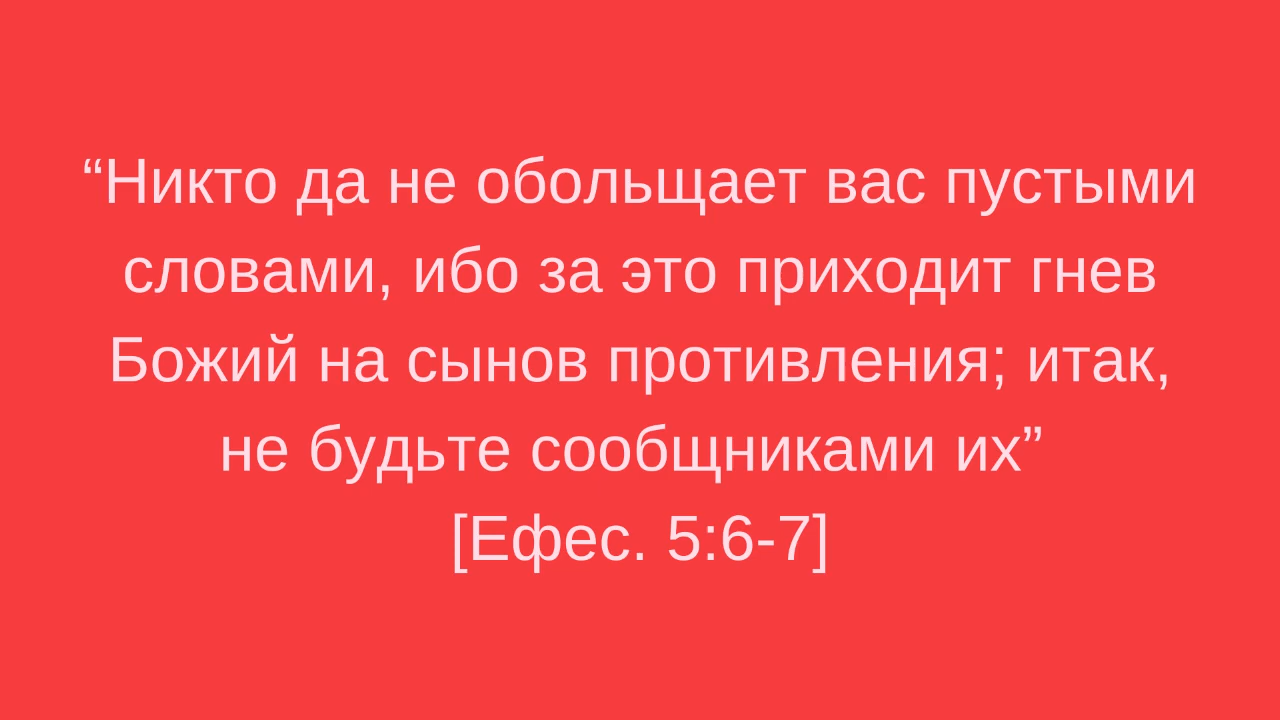 “Никто да не обольщает вас пустыми
словами, ибо за это приходит гнев
Божий на сынов противления; итак,
не будьте сообщниками их”
[Ефес. 5:6-7]